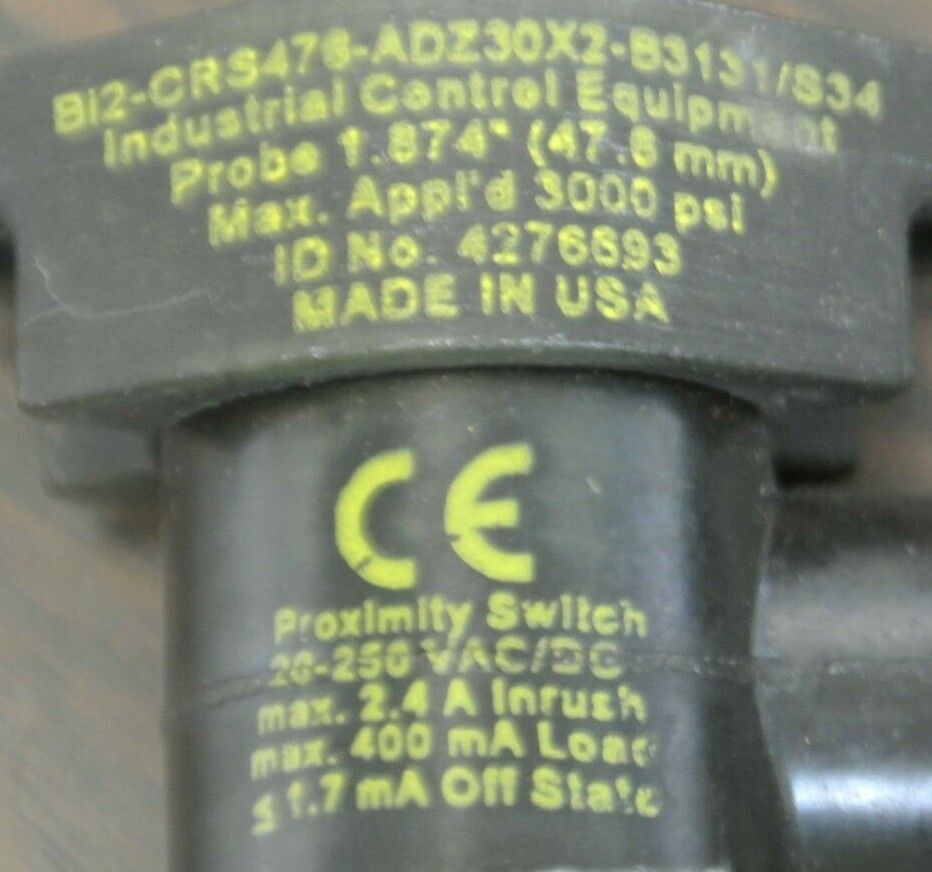 Bi2-CRS476-ADZ30X2-B3131/S34
Industrial Control Equipment
Probe 1.874" (47.6 mm)
Max. Appl'd 3000 psi
ID No. 4276693
MADE IN USA
CE
Proximity Switch
20-250 VAC/DC
max. 2.4 A Inrush
max. 400 mA Load
≤ 1.7 mA Off State